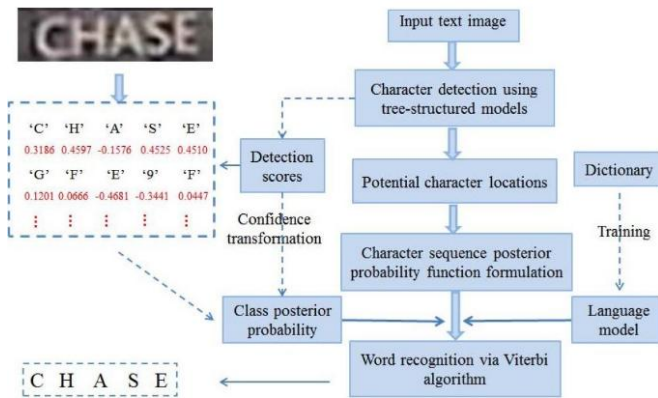 CHASE
Input text image
Character detection using
tree-structured models
'C' 'H' 'A' 'S' 'E'
0.3186 0.4597 -0.1576 0.4525 0.4510
'G' 'F' 'E' '9' 'F'
0.1201 0.0666 -0.4681 -0.3441 0.0447
Detection
scores
Potential character locations
Dictionary
Confidence
transformation
Training
Character sequence posterior
probability function formulation
Class posterior
probability
Language
model
Word recognition via Viterbi
algorithm
C H A S E